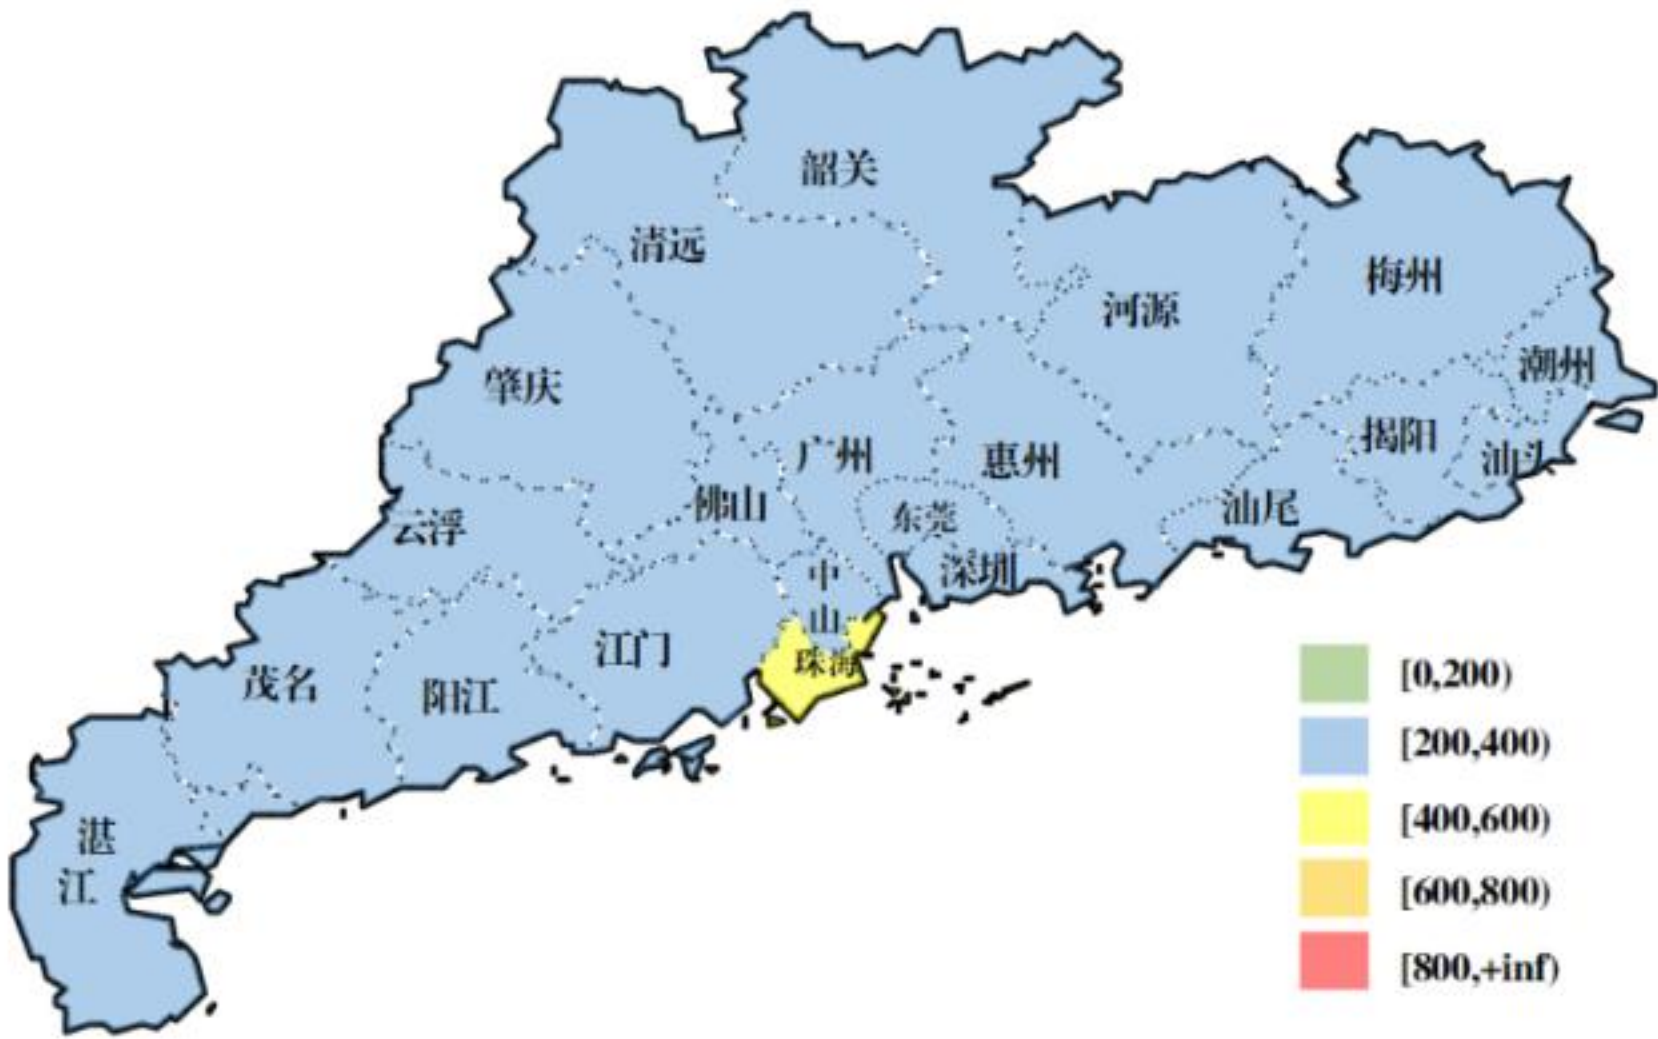 韶关
清远
梅州
河源
潮州
肇庆
揭阳
广州
惠州
汕头
佛山
东莞
汕尾
云浮
中山
深圳
江门
珠海
茂名
阳江
湛江
[0,200)
[200,400)
[400,600)
[600,800)
[800,+inf)